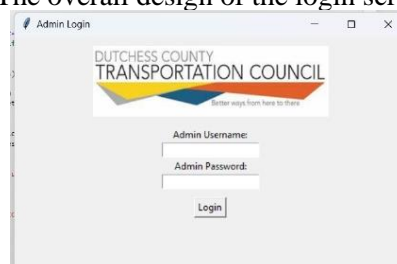 The overall design of the login scr
Admin Login
DUTCHESS COUNTY
TRANSPORTATION COUNCIL
Better ways from here to there
Admin Username:
Admin Password:
Login